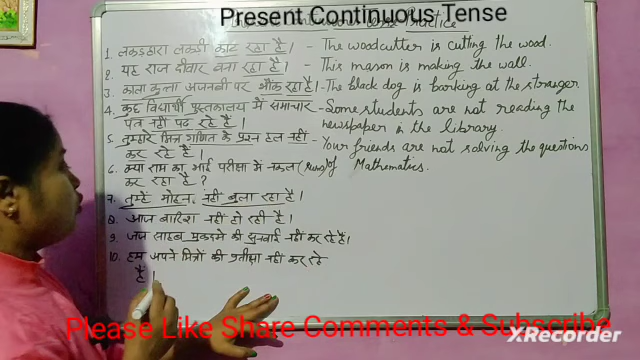 Present Continuous Tense
Practice
1. लकड़हारा लकड़ी काट रहा है। - The woodcutter is cutting the wood.
2. यह राज दीवार बना रहा है। - This mason is making the wall.
3. काला कुत्ता अजनबी पर भौंक रहा है। - The black dog is barking at the stranger.
4. कुछ विद्यार्थी पुस्तकालय में समाचार - Some students are not reading the
पत्र नहीं पढ़ रहे हैं। newspaper in the library.
5. तुम्हारे मित्र गणित के प्रश्न हल नहीं - Your friends are not solving the questions
कर रहे हैं। of Mathematics.
6. क्या राम का भाई परीक्षा में नकल
कर रहा है?
7. तुम्हें मोहन नहीं बुला रहा है।
8. आज बारिश नहीं हो रही है।
9. जज साहब मुकदमे की सुनवाई नहीं कर रहे हैं।
10. हम अपने मित्रों की प्रतीक्षा नहीं कर रहे
हैं।
Please Like Share Comments & Subscribe
XRecorder